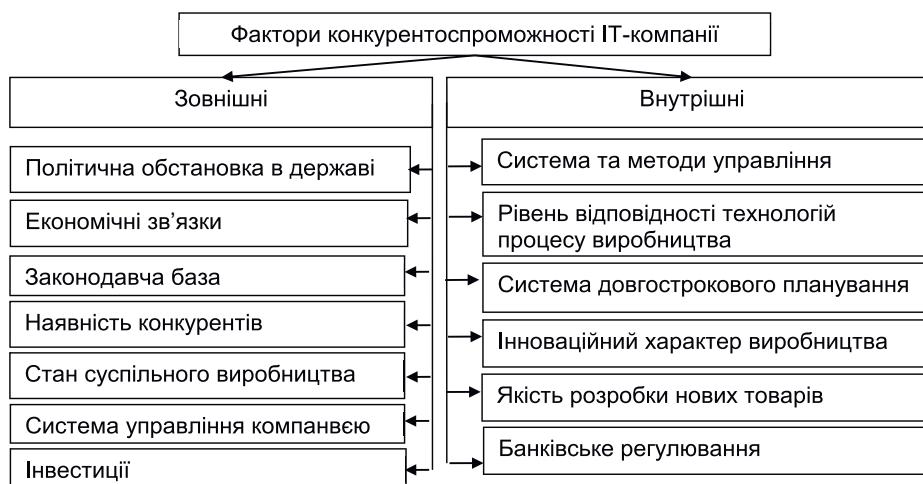 Фактори конкурентоспроможності ІТ-компанії
Зовнішні
Політична обстановка в державі
Економічні зв’язки
Законодавча база
Наявність конкурентів
Стан суспільного виробництва
Система управління компанвєю
Інвестиції
Внутрішні
Система та методи управління
Рівень відповідності технологій
процесу виробництва
Система довгострокового планування
Інноваційний характер виробництва
Якість розробки нових товарів
Банківське регулювання